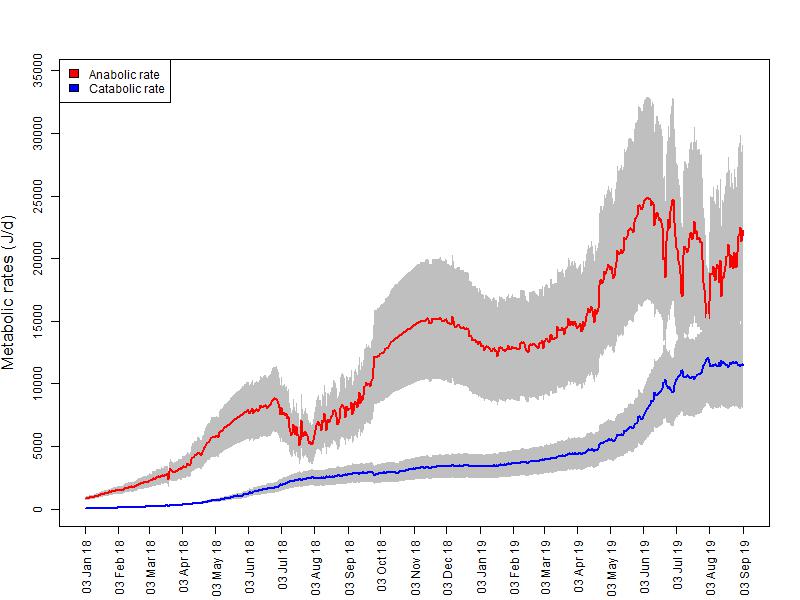 Anabolic rate
Catabolic rate
Metabolic rates (J/d)
35000
30000
25000
20000
15000
10000
5000
0
03 Jan 18
03 Feb 18
03 Mar 18
03 Apr 18
03 May 18
03 Jun 18
03 Jul 18
03 Aug 18
03 Sep 18
03 Oct 18
03 Nov 18
03 Dec 18
03 Jan 19
03 Feb 19
03 Mar 19
03 Apr 19
03 May 19
03 Jun 19
03 Jul 19
03 Aug 19
03 Sep 19